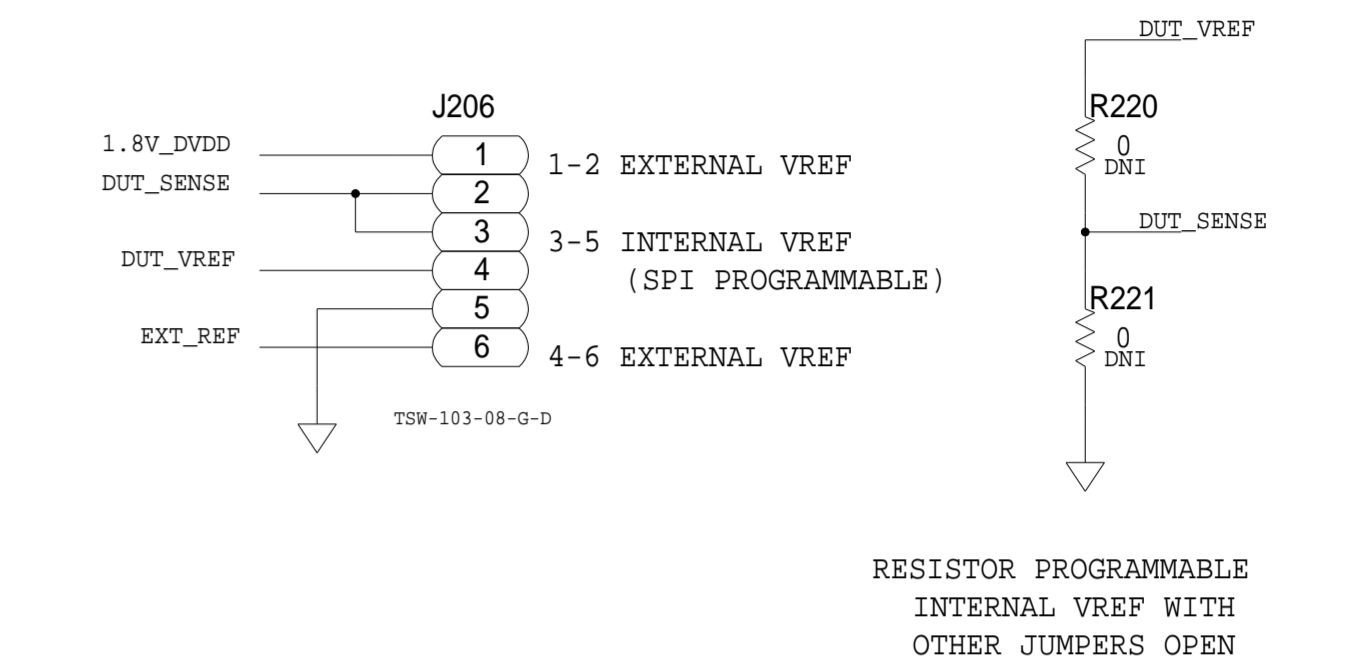 DUT_VREF
J206
R220
1.8V_DVDD
1
1-2 EXTERNAL VREF
0
DNI
DUT_SENSE
2
3
3-5 INTERNAL VREF
(SPI PROGRAMMABLE)
DUT_SENSE
DUT_VREF
4
5
R221
EXT_REF
6
4-6 EXTERNAL VREF
0
DNI
TSW-103-08-G-D
RESISTOR PROGRAMMABLE
INTERNAL VREF WITH
OTHER JUMPERS OPEN